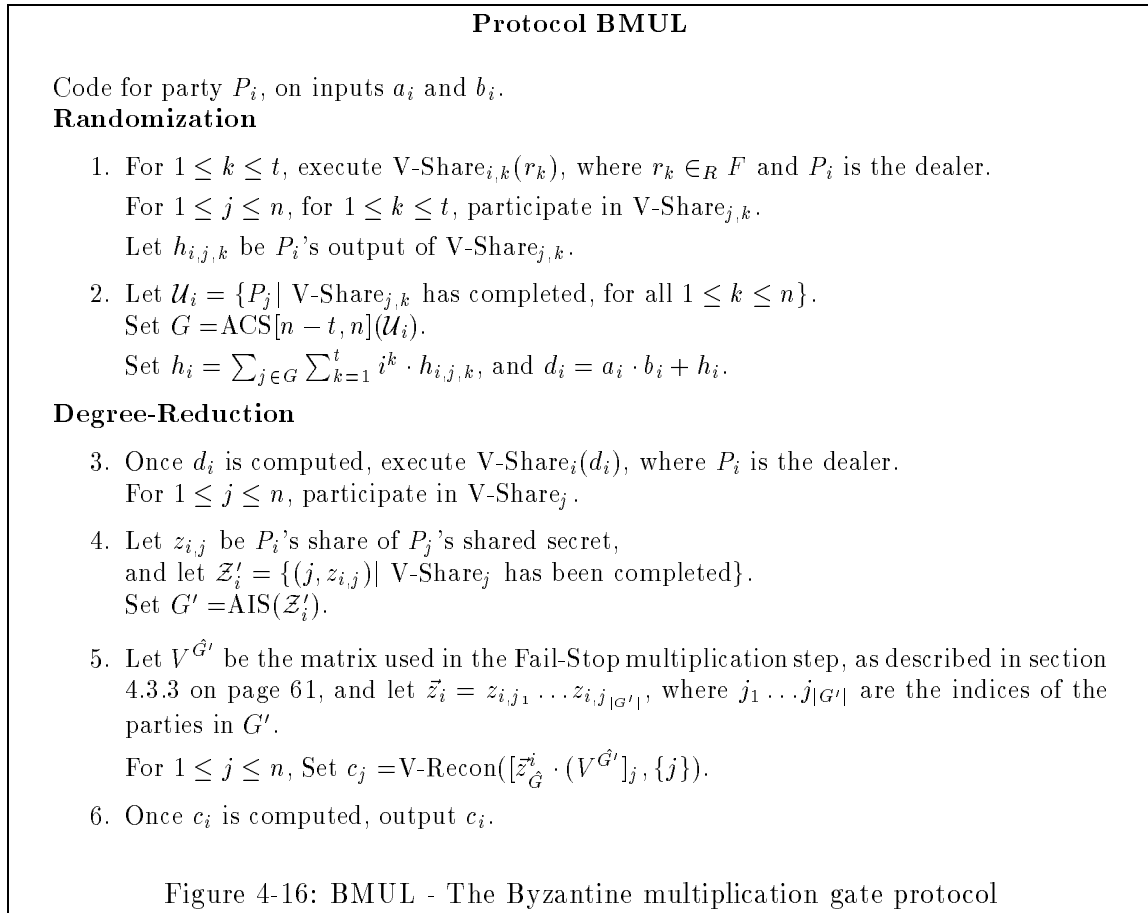 Protocol BMUL
Code for party P_i, on inputs a_i and b_i.
Randomization
1. For 1 ≤ k ≤ t, execute V-Share_{i,k}(r_k), where r_k ∈_R F and P_i is the dealer.
For 1 ≤ j ≤ n, for 1 ≤ k ≤ t, participate in V-Share_{j,k}.
Let h_{i,j,k} be P_i's output of V-Share_{j,k}.
2. Let 𝒰_i = {P_j| V-Share_{j,k} has completed, for all 1 ≤ k ≤ n}.
Set G =ACS[n − t, n](𝒰_i).
Set h_i = ∑_{j∈G} ∑_{k=1}^{t} i^k · h_{i,j,k}, and d_i = a_i · b_i + h_i.
Degree-Reduction
3. Once d_i is computed, execute V-Share_i(d_i), where P_i is the dealer.
For 1 ≤ j ≤ n, participate in V-Share_j.
4. Let z_{i,j} be P_i's share of P_j's shared secret,
and let 𝒵'_i = {(j, z_{i,j})| V-Share_j has been completed}.
Set G' =AIS(𝒵'_i).
5. Let V^{Ĝ'} be the matrix used in the Fail-Stop multiplication step, as described in section
4.3.3 on page 61, and let z⃗_i = z_{i,j_1} . . . z_{i,j_{|G'|}}, where j_1 . . . j_{|G'|} are the indices of the
parties in G'.
For 1 ≤ j ≤ n, Set c_j =V-Recon([z⃗^i_Ĝ · (V^{Ĝ'}]_j, {j}).
6. Once c_i is computed, output c_i.
Figure 4-16: BMUL - The Byzantine multiplication gate protocol